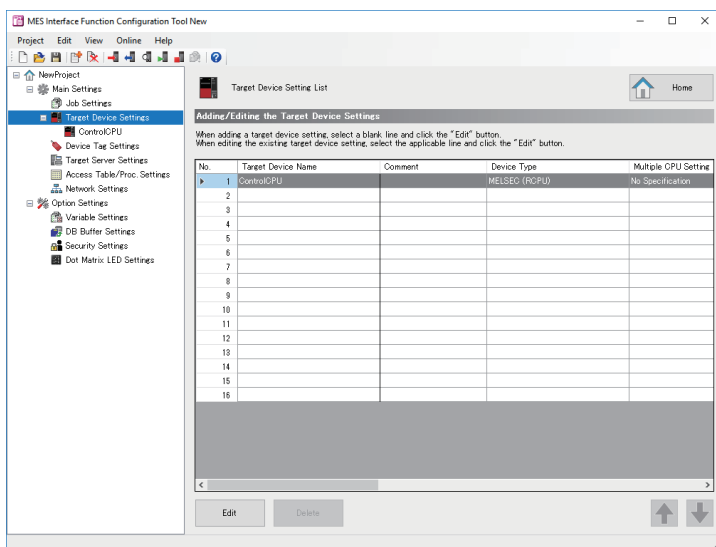 MES Interface Function Configuration Tool New
Project Edit View Online Help
NewProject
Main Settings
Job Settings
Target Device Settings
ControlCPU
Device Tag Settings
Target Server Settings
Access Table/Proc. Settings
Network Settings
Option Settings
Variable Settings
DB Buffer Settings
Security Settings
Dot Matrix LED Settings
Target Device Setting List
Home
Adding/Editing the Target Device Settings
When adding a target device setting, select a blank line and click the "Edit" button.
When editing the existing target device setting, select the applicable line and click the "Edit" button.
No. Target Device Name Comment Device Type Multiple CPU Setting
1 ControlCPU MELSEC (RCPU) No Specification
2
3
4
5
6
7
8
9
10
11
12
13
14
15
16
Edit Delete